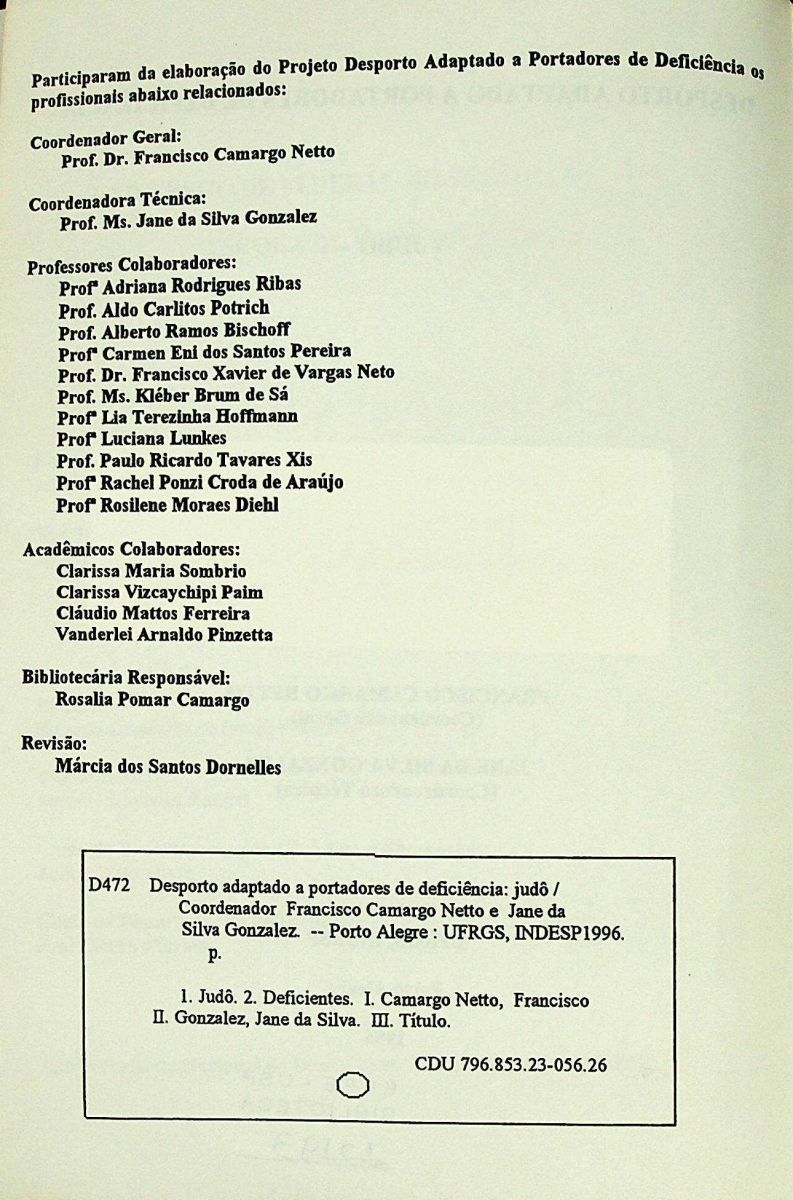 Participaram da elaboração do Projeto Desporto Adaptado a Portadores de Deficiência os
profissionais abaixo relacionados:
Coordenador Geral:
Prof. Dr. Francisco Camargo Netto
Coordenadora Técnica:
Prof. Ms. Jane da Silva Gonzalez
Professores Colaboradores:
Profª Adriana Rodrigues Ribas
Prof. Aldo Carlitos Potrich
Prof. Alberto Ramos Bischoff
Profª Carmen Eni dos Santos Pereira
Prof. Dr. Francisco Xavier de Vargas Neto
Prof. Ms. Kléber Brum de Sá
Profª Lia Terezinha Hoffmann
Profª Luciana Lunkes
Prof. Paulo Ricardo Tavares Xis
Profª Rachel Ponzi Croda de Araújo
Profª Rosilene Moraes Diehl
Acadêmicos Colaboradores:
Clarissa Maria Sombrio
Clarissa Vizcaychipi Paim
Cláudio Mattos Ferreira
Vanderlei Arnaldo Pinzetta
Bibliotecária Responsável:
Rosalia Pomar Camargo
Revisão:
Márcia dos Santos Dornelles
D472 Desporto adaptado a portadores de deficiência: judô /
Coordenador Francisco Camargo Netto e Jane da
Silva Gonzalez. -- Porto Alegre : UFRGS, INDESP1996.
p.
1. Judô. 2. Deficientes. I. Camargo Netto, Francisco
II. Gonzalez, Jane da Silva. III. Título.
CDU 796.853.23-056.26